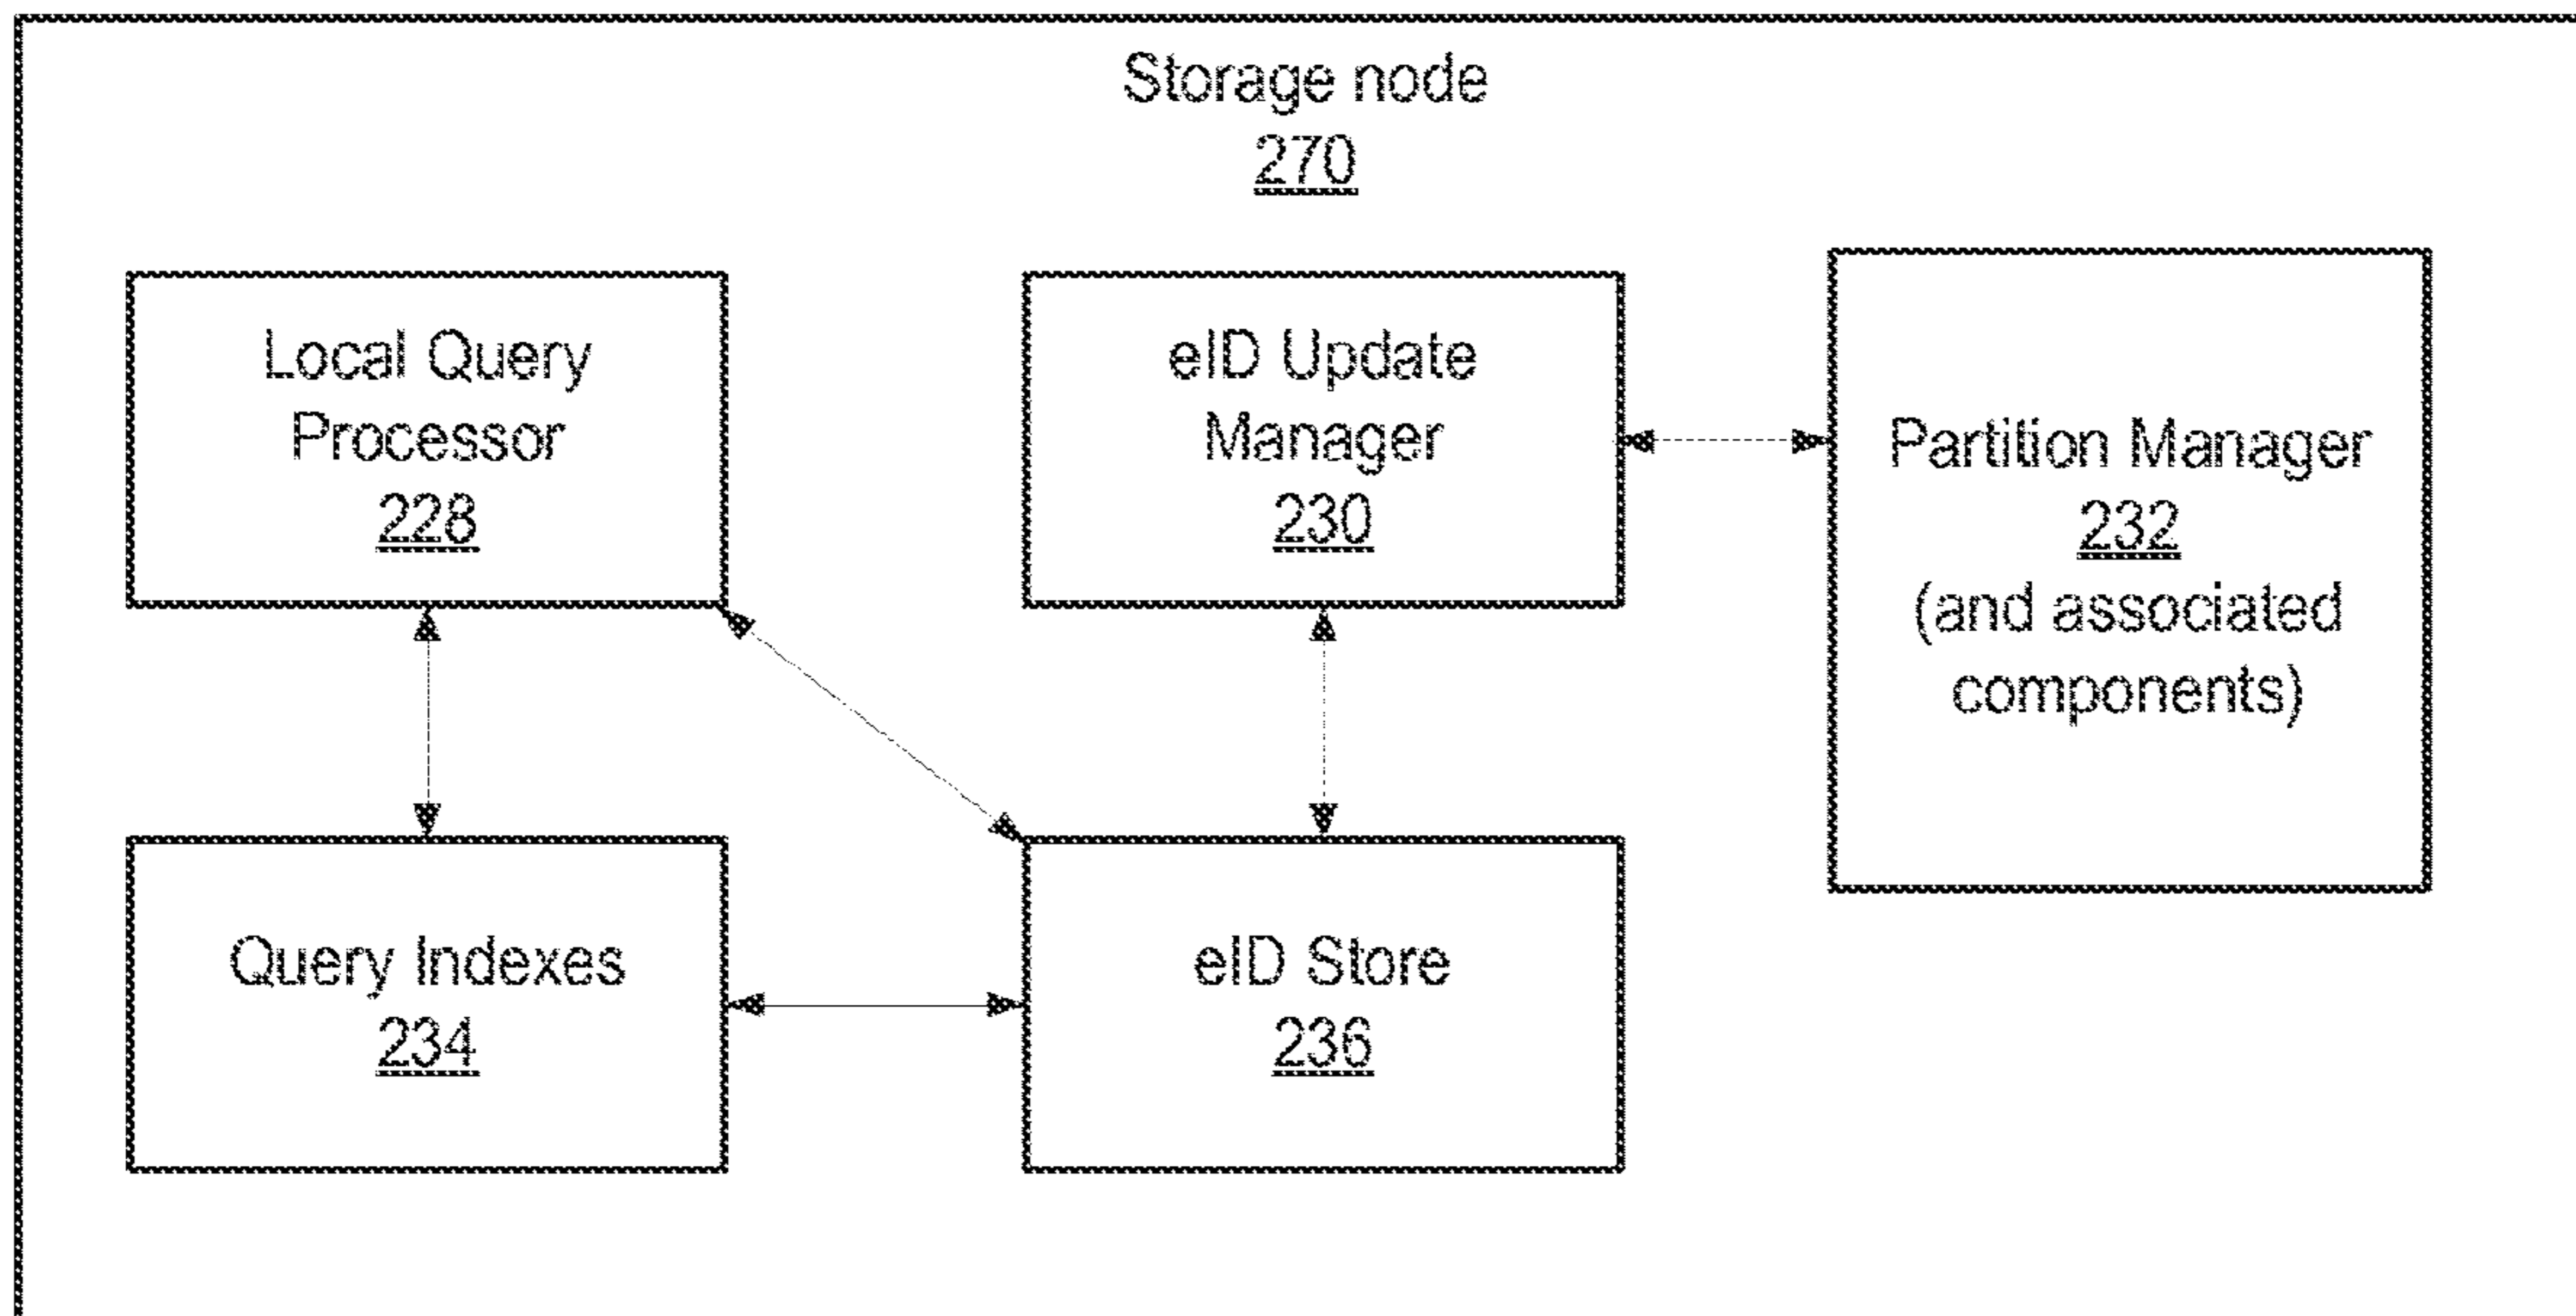 Storage node
270
Local Query
Processor
228
eID Update
Manager
230
Partition Manager
232
(and associated
components)
Query Indexes
234
eID Store
236